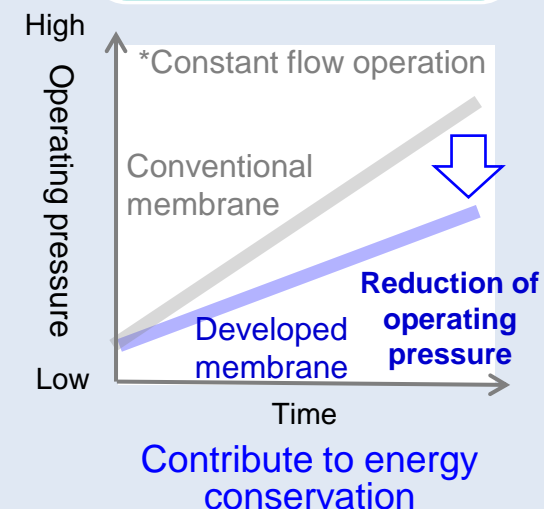 High
*Constant flow operation
Operating pressure
Conventional
membrane
Reduction of
operating
pressure
Developed
membrane
Low
Time
Contribute to energy
conservation